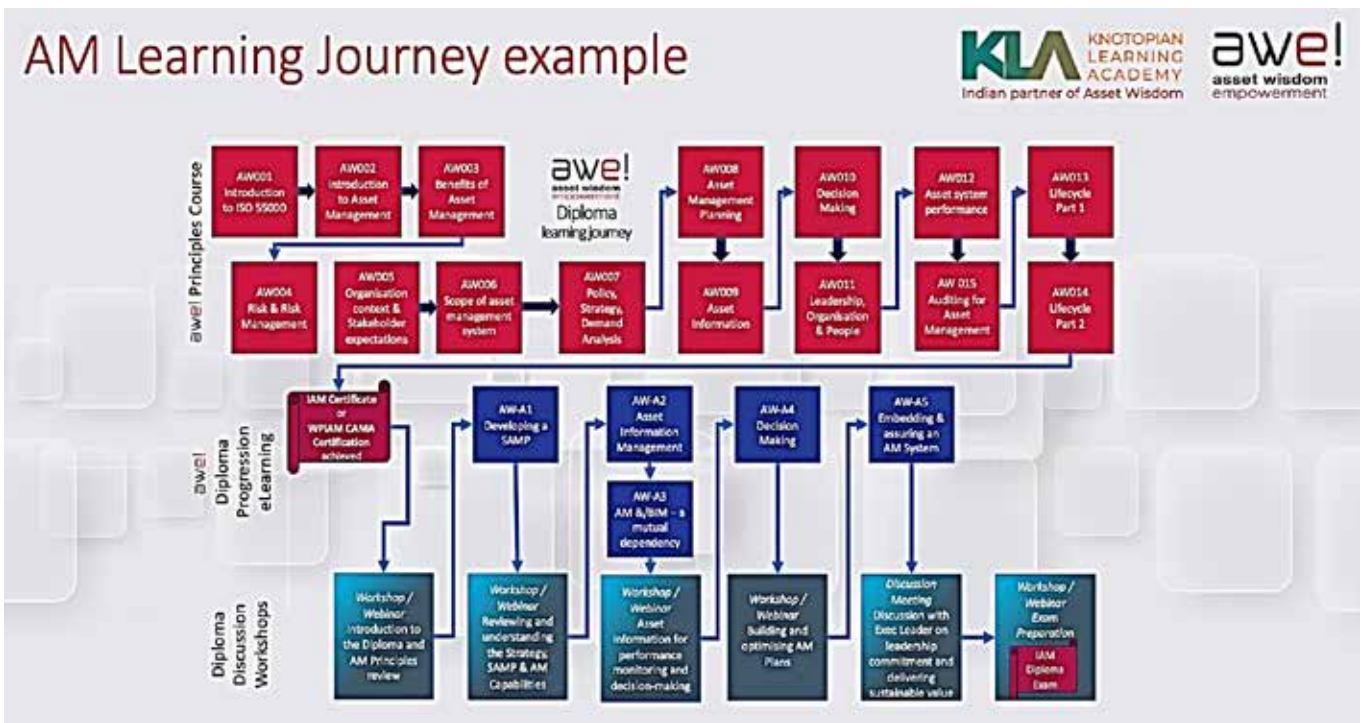 AM Learning Journey example
KLA
KNOTOPIAN
LEARNING
ACADEMY
Indian partner of Asset Wisdom
awe!
asset wisdom
empowerment
awe! Principles Course
AW001
Introduction
to ISO 55000
AW002
Introduction
to Asset
Management
AW003
Benefits of
Asset
Management
awe!
asset wisdom
empowerment
Diploma
learning journey
AW008
Asset
Management
Planning
AW010
Decision
Making
AW012
Asset system
performance
AW013
Lifecycle
Part 1
AW004
Risk & Risk
Management
AW005
Organisation
context &
Stakeholder
expectations
AW006
Scope of asset
management
system
AW007
Policy,
Strategy,
Demand
Analysis
AW009
Asset
Information
AW011
Leadership,
Organisation
& People
AW 015
Auditing for
Asset
Management
AW014
Lifecycle
Part 2
awe!
Diploma
Progression
eLearning
IAM Certificate
or
WPiAM CAMA
Certification
achieved
AW-A1
Developing a
SAMP
AW-A2
Asset
Information
Management
AW-A4
Decision
Making
AW-A5
Embedding &
assuring an
AM System
AW-A3
AM &/BIM – a
mutual
dependency
Diploma
Discussion
Workshops
Workshop /
Webinar
Introduction to
the Diploma and
AM Principles
review
Workshop /
Webinar
Reviewing and
understanding
the Strategy,
SAMP & AM
Capabilities
Workshop /
Webinar
Asset
information for
performance
monitoring and
decision-making
Workshop /
Webinar
Building and
optimising AM
Plans
Discussion
Meeting
Discussion with
Exec Leader on
leadership
commitment and
delivering
sustainable value
Workshop /
Webinar
Exam
Preparation
IAM
Diploma
Exam